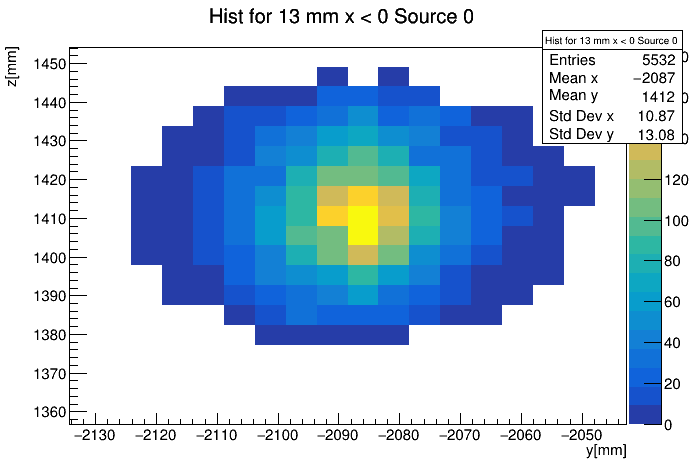 Hist for 13 mm x < 0 Source 0
Hist for 13 mm x < 0 Source 0
Entries 5532
Mean x −2087
Mean y 1412
Std Dev x 10.87
Std Dev y 13.08
z[mm]
1450
1440
1430
1420
1410
1400
1390
1380
1370
1360
−2130 −2120 −2110 −2100 −2090 −2080 −2070 −2060 −2050
y[mm]
120
100
80
60
40
20
0